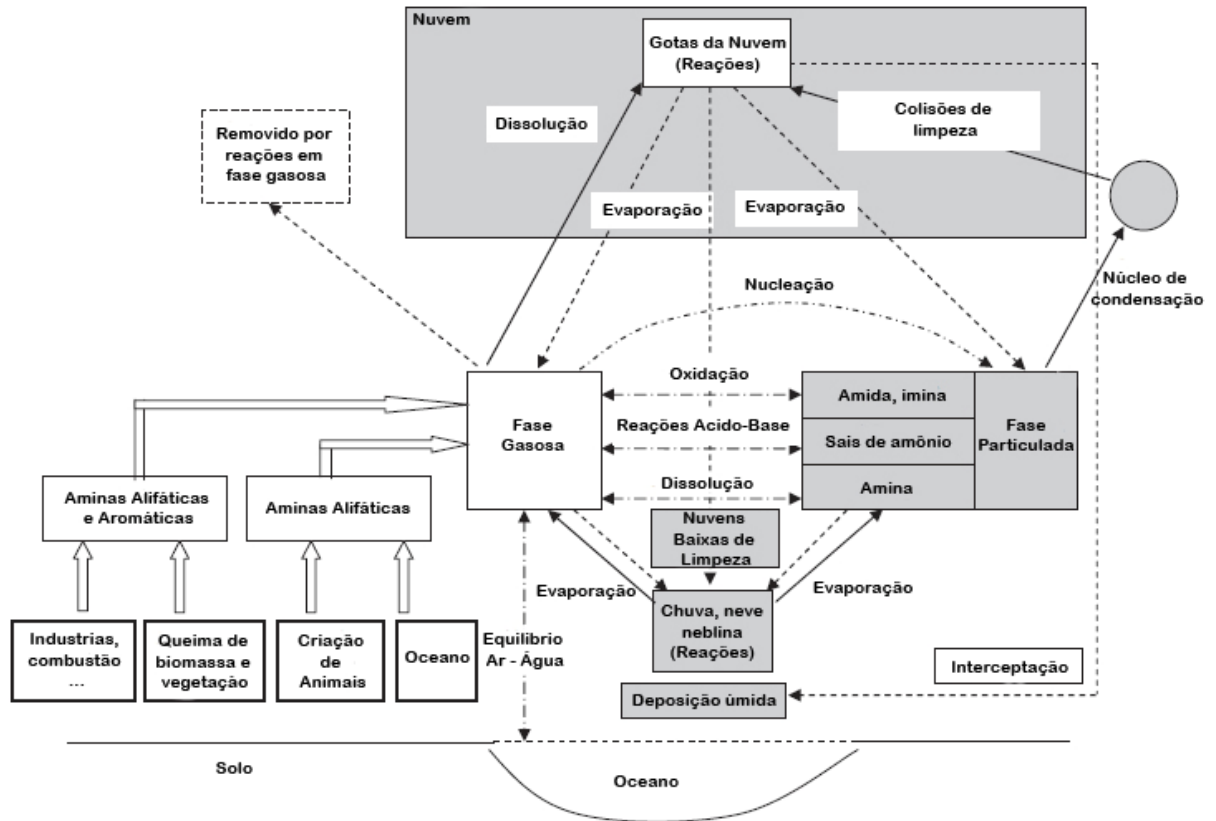 Nuvem
Gotas da Nuvem
(Reações)
Dissolução
Colisões de
limpeza
Removido por
reações em
fase gasosa
Evaporação
Evaporação
Nucleação
Núcleo de
condensação
Oxidação
Reações Acido-Base
Dissolução
Fase
Gasosa
Amida, imina
Sais de amônio
Amina
Fase
Particulada
Aminas Alifáticas
e Aromáticas
Aminas Alifáticas
Nuvens
Baixas de
Limpeza
Evaporação
Evaporação
Chuva, neve
neblina
(Reações)
Industrias,
combustão
...
Queima de
biomassa e
vegetação
Criação
de
Animais
Oceano
Equilibrio
Ar - Água
Interceptação
Deposição úmida
Solo
Oceano